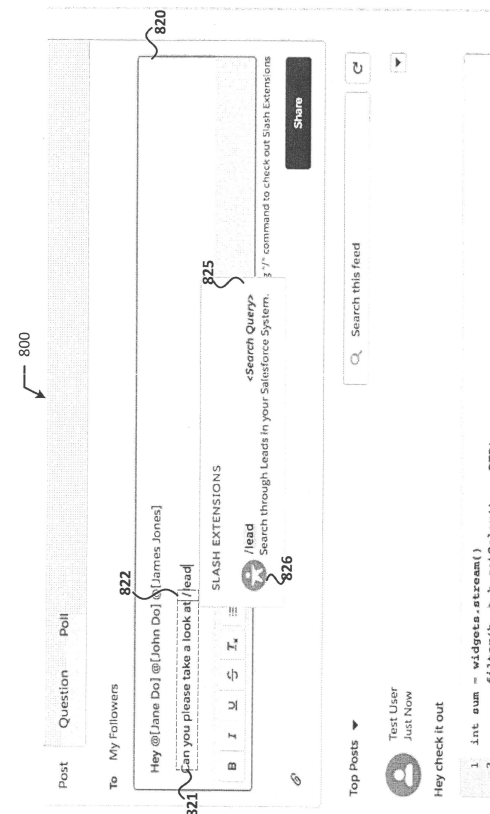 800
Post Question Poll
To My Followers
820
Hey @[Jane Do] @[John Do] @[James Jones]
822
Can you please take a look at /lead
821
B I U S Tx
825
SLASH EXTENSIONS
/lead <Search Query>
Search through Leads in your Salesforce System.
826
g "/" command to check out Slash Extensions
Share
Top Posts
Search this feed
Test User
Just Now
Hey check it out
1 int sum = widgets.stream()